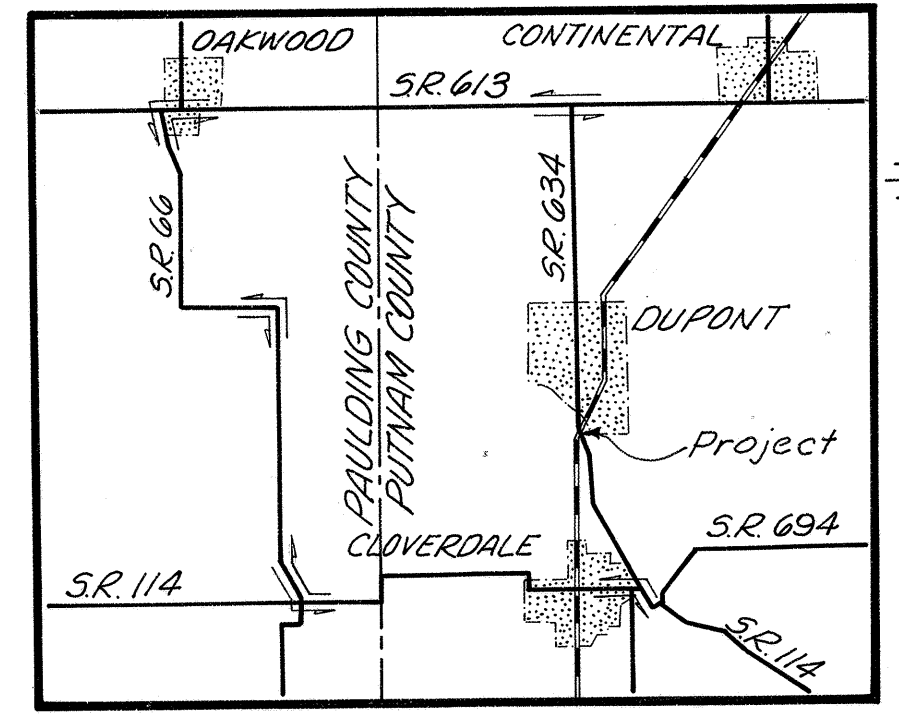 OAKWOOD
CONTINENTAL
S.R. 613
S.R. 66
S.R. 634
PAULDING COUNTY
PUTNAM COUNTY
DUPONT
Project
CLOVERDALE
S.R. 694
S.R. 114
S.R. 114